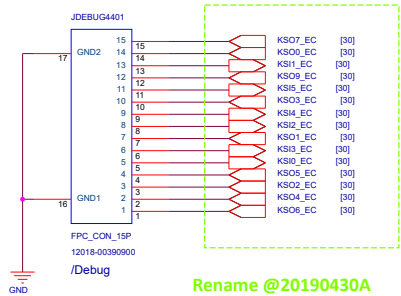 JDEBUG4401
15 15 KSO7_EC [30]
17 GND2 14 14 KSO0_EC [30]
13 13 KSI1_EC [30]
12 12 KSO9_EC [30]
11 11 KSI5_EC [30]
10 10 KSO3_EC [30]
9 9 KSI4_EC [30]
8 8 KSI2_EC [30]
7 7 KSO1_EC [30]
6 6 KSI3_EC [30]
5 5 KSI0_EC [30]
4 4 KSO5_EC [30]
3 3 KSO2_EC [30]
16 GND1 2 2 KSO4_EC [30]
1 1 KSO6_EC [30]
FPC_CON_15P
12018-00390900
/Debug
GND
Rename @20190430A